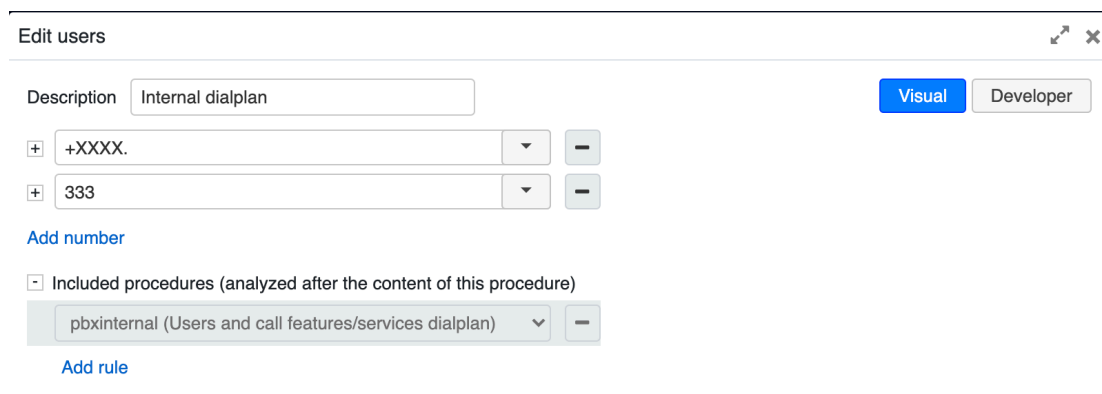 Edit users
Description Internal dialplan Visual Developer
+XXXX.
333
Add number
Included procedures (analyzed after the content of this procedure)
pbxinternal (Users and call features/services dialplan)
Add rule